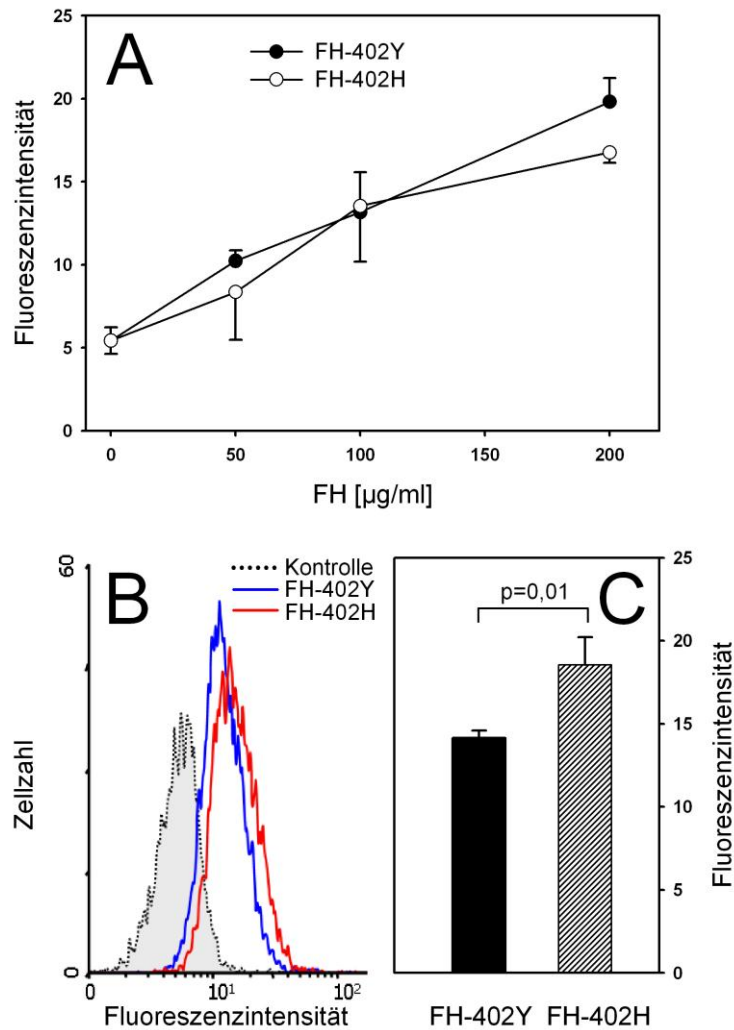 25
20
15
10
5
0
Fluoreszenzintensität
A
FH-402Y
FH-402H
0 50 100 150 200
FH [µg/ml]
B
60
0
Zellzahl
Kontrolle
FH-402Y
FH-402H
0 10¹ 10²
Fluoreszenzintensität
C
p=0,01
25
20
15
10
5
0
Fluoreszenzintensität
FH-402Y FH-402H